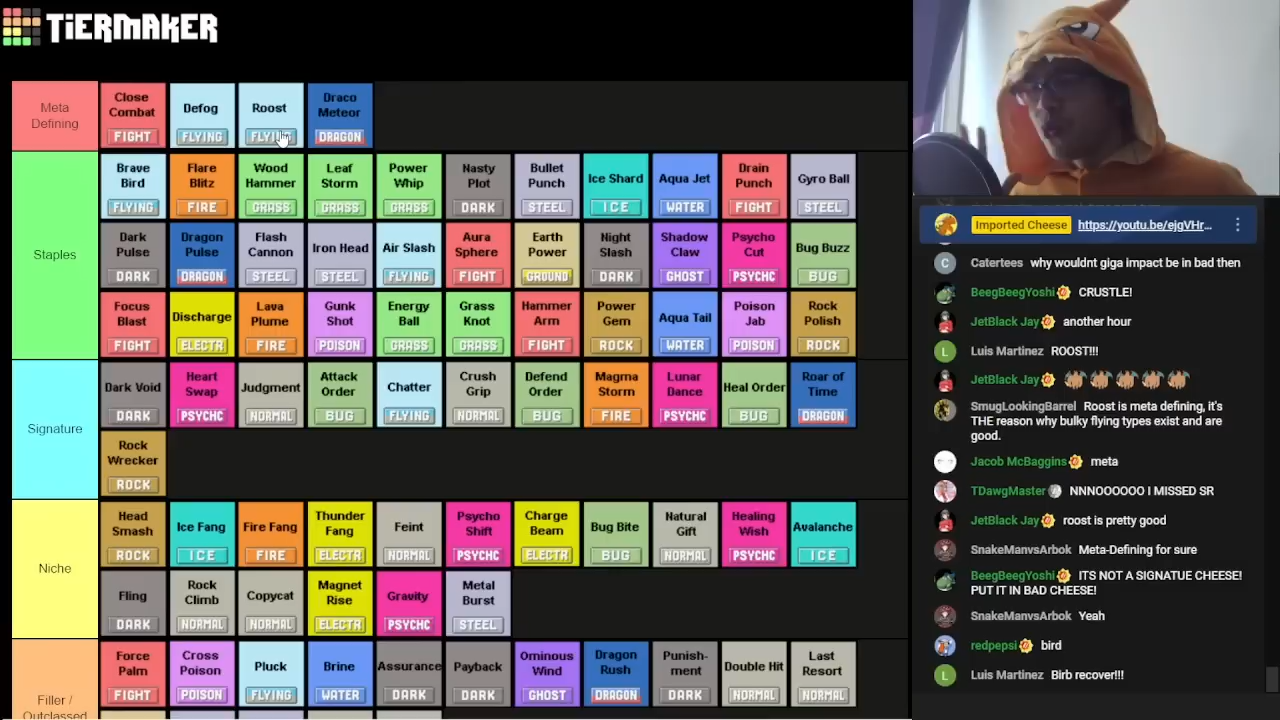 TiERMAKER
Meta
Defining
Close
Combat
FIGHT
Defog
FLYING
Roost
FLYING
Draco
Meteor
DRAGON
Staples
Brave
Bird
FLYING
Flare
Blitz
FIRE
Wood
Hammer
GRASS
Leaf
Storm
GRASS
Power
Whip
GRASS
Nasty
Plot
DARK
Bullet
Punch
STEEL
Ice Shard
ICE
Aqua Jet
WATER
Drain
Punch
FIGHT
Gyro Ball
STEEL
Dark
Pulse
DARK
Dragon
Pulse
DRAGON
Flash
Cannon
STEEL
Iron Head
STEEL
Air Slash
FLYING
Aura
Sphere
FIGHT
Earth
Power
GROUND
Night
Slash
DARK
Shadow
Claw
GHOST
Psycho
Cut
PSYCHC
Bug Buzz
BUG
Focus
Blast
FIGHT
Discharge
ELECTR
Lava
Plume
FIRE
Gunk
Shot
POISON
Energy
Ball
GRASS
Grass
Knot
GRASS
Hammer
Arm
FIGHT
Power
Gem
ROCK
Aqua Tail
WATER
Poison
Jab
POISON
Rock
Polish
ROCK
Signature
Dark Void
DARK
Heart
Swap
PSYCHC
Judgment
NORMAL
Attack
Order
BUG
Chatter
FLYING
Crush
Grip
NORMAL
Defend
Order
BUG
Magma
Storm
FIRE
Lunar
Dance
PSYCHC
Heal Order
BUG
Roar of
Time
DRAGON
Rock
Wrecker
ROCK
Niche
Head
Smash
ROCK
Ice Fang
ICE
Fire Fang
FIRE
Thunder
Fang
ELECTR
Feint
NORMAL
Psycho
Shift
PSYCHC
Charge
Beam
ELECTR
Bug Bite
BUG
Natural
Gift
NORMAL
Healing
Wish
PSYCHC
Avalanche
ICE
Fling
DARK
Rock
Climb
NORMAL
Copycat
NORMAL
Magnet
Rise
ELECTR
Gravity
PSYCHC
Metal
Burst
STEEL
Filler /
Outclassed
Force
Palm
FIGHT
Cross
Poison
POISON
Pluck
FLYING
Brine
WATER
Assurance
DARK
Payback
DARK
Ominous
Wind
GHOST
Dragon
Rush
DRAGON
Punish-
ment
DARK
Double Hit
NORMAL
Last
Resort
NORMAL
Imported Cheese https://youtu.be/ejgVHr...
C Catertees why wouldnt giga impact be in bad then
BeegBeegYoshi CRUSTLE!
JetBlack Jay another hour
L Luis Martinez ROOST!!!
JetBlack Jay
SmugLookingBarrel Roost is meta defining, it's
THE reason why bulky flying types exist and are
good.
Jacob McBaggins meta
TDawgMaster NNNOOOOOO I MISSED SR
JetBlack Jay roost is pretty good
SnakeManvsArbok Meta-Defining for sure
BeegBeegYoshi ITS NOT A SIGNATUE CHEESE!
PUT IT IN BAD CHEESE!
SnakeManvsArbok Yeah
redpepsi bird
L Luis Martinez Birb recover!!!